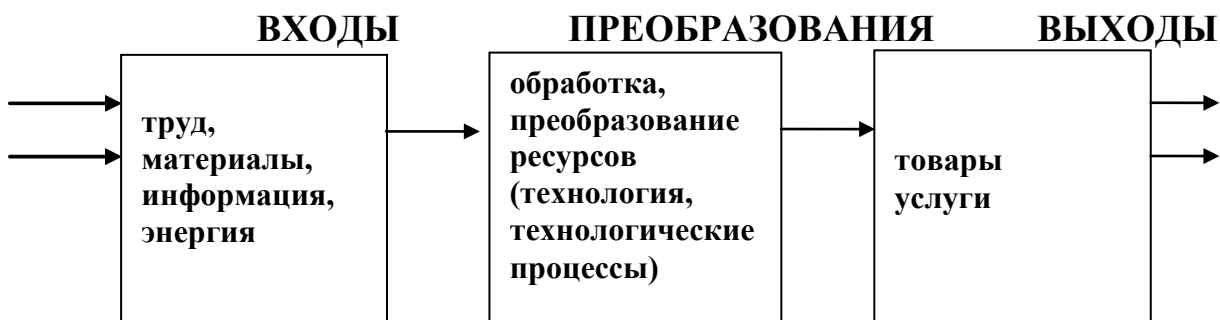 ВХОДЫ ПРЕОБРАЗОВАНИЯ ВЫХОДЫ
труд,
материалы,
информация,
энергия
обработка,
преобразование
ресурсов
(технология,
технологические
процессы)
товары
услуги